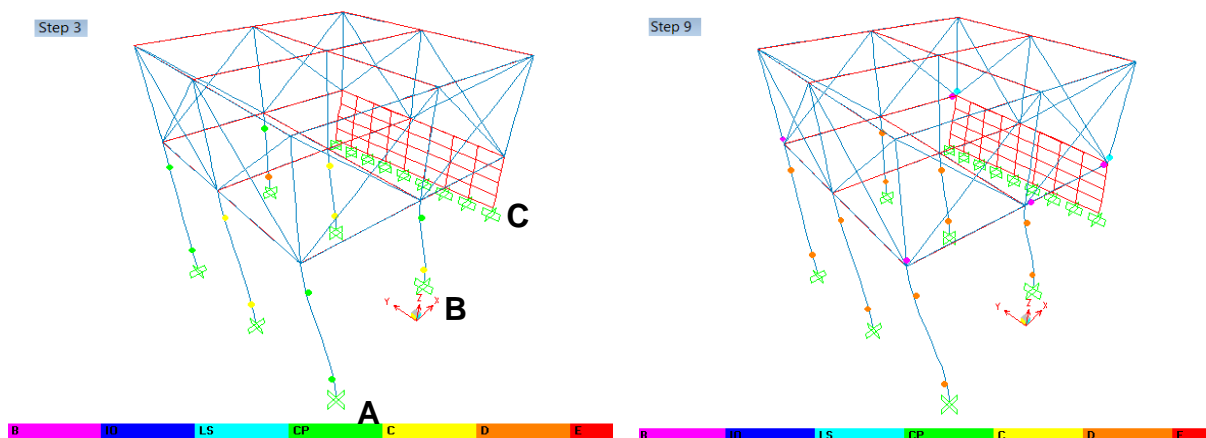 Step 3
Step 9
C
B
Y Z X
A
Y Z X
B IO LS CP C D E
B IO LS CP C D E